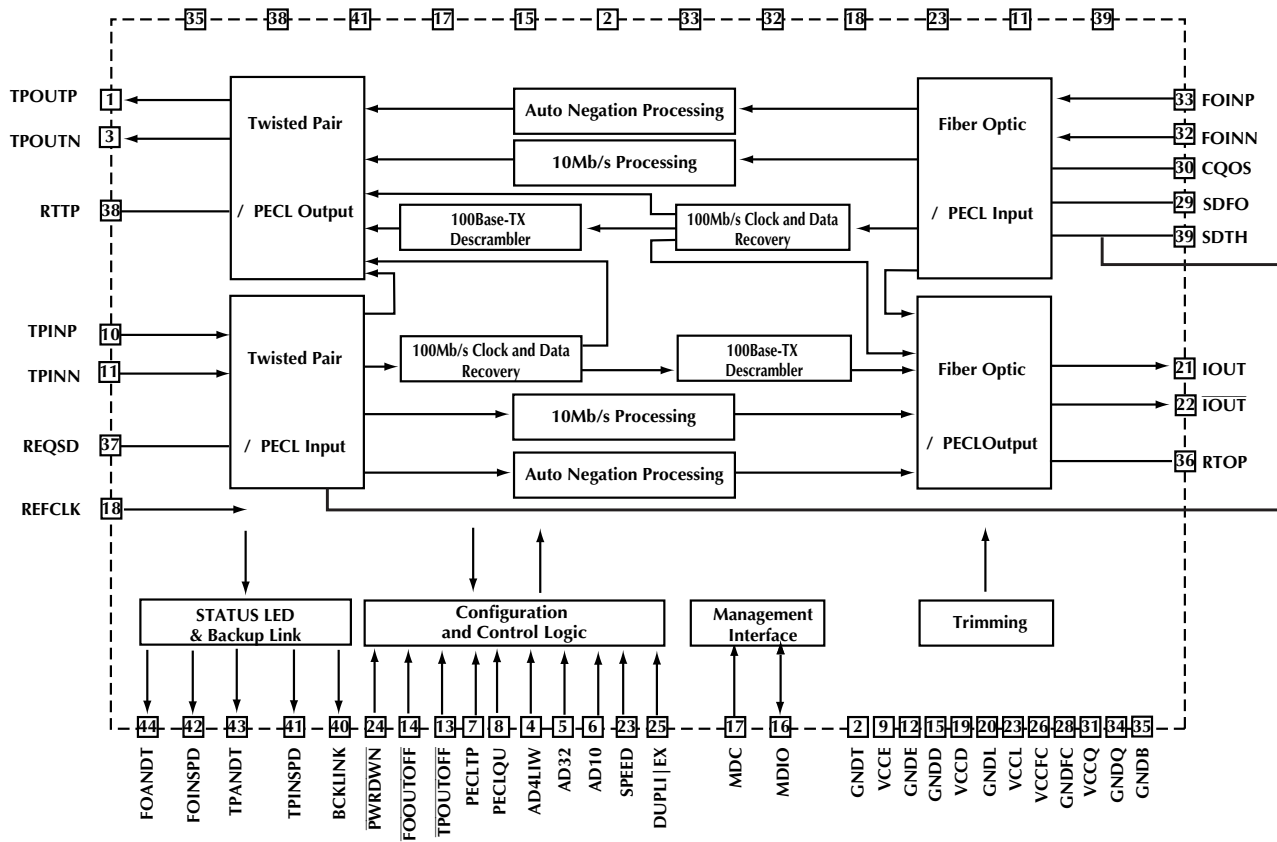 35 38 41 17 15 2 33 32 18 23 11 39
TPOUTP 1
TPOUTN 3
RTTP 38
TPINP 10
TPINN 11
REQSD 37
REFCLK 18
Twisted Pair
/ PECL Output
Twisted Pair
/ PECL Input
Auto Negation Processing
10Mb/s Processing
100Base-TX
Descrambler
100Mb/s Clock and Data
Recovery
100Mb/s Clock and Data
Recovery
100Base-TX
Descrambler
10Mb/s Processing
Auto Negation Processing
Fiber Optic
/ PECL Input
Fiber Optic
/ PECLOutput
33 FOINP
32 FOINN
30 CQOS
29 SDFO
39 SDTH
21 IOUT
22 IOUT
36 RTOP
STATUS LED
& Backup Link
Configuration
and Control Logic
Management
Interface
Trimming
44 42 43 41 40 24 14 13 7 8 4 5 6 23 25 17 16 2 9 12 15 19 20 23 26 28 31 34 35
FOANDT
FOINSPD
TPANDT
TPINSPD
BCKLINK
PWRDWN
FOOUTOFF
TPOUTOFF
PECLTP
PECLQU
AD4LIW
AD32
AD10
SPEED
DUPLI|EX
MDC
MDIO
GNDT
VCCE
GNDE
GNDD
VCCD
GNDL
VCCL
VCCFC
GNDFC
VCCQ
GNDQ
GNDB